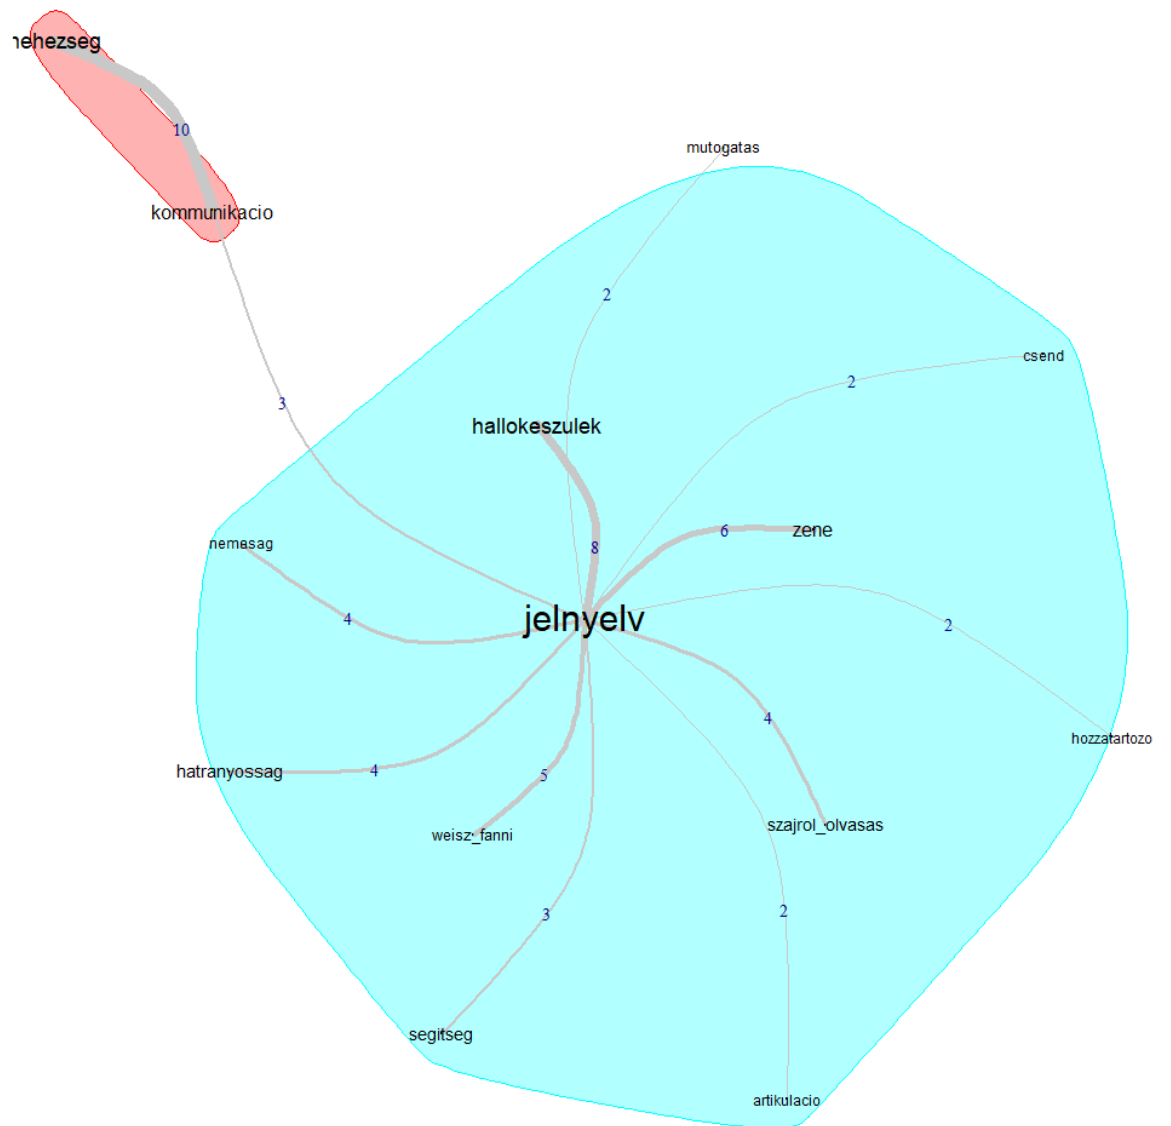 nehezseg
10
mutogatas
kommunikacio
2
csend
2
3
hallokeszulek
zene
6
nemasag
8
jelnyelv
4
2
4
hozzatartozo
hatranyossag
4
5
szajrol_olvasas
weisz_fanni
2
3
segitseg
artikulacio